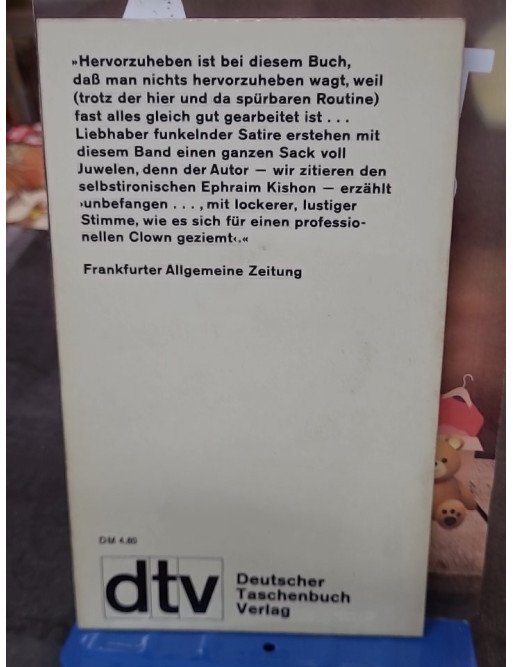 »Hervorzuheben ist bei diesem Buch,
daß man nichts hervorzuheben wagt, weil
(trotz der hier und da spürbaren Routine)
fast alles gleich gut gearbeitet ist . . .
Liebhaber funkelnder Satire erstehen mit
diesem Band einen ganzen Sack voll
Juwelen, denn der Autor — wir zitieren den
selbstironischen Ephraim Kishon — erzählt
›unbefangen . . . , mit lockerer, lustiger
Stimme, wie es sich für einen professio-
nellen Clown geziemt‹.«
Frankfurter Allgemeine Zeitung
DM 4.80
dtv
Deutscher
Taschenbuch
Verlag